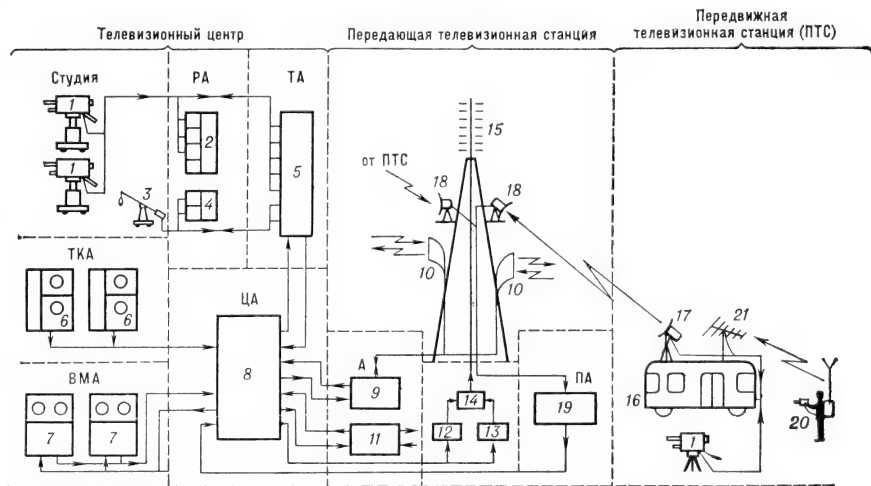 Телевизионный центр
Передающая телевизионная станция
Передвижная
телевизионная станция (ПТС)
Студия
РА
ТА
1
2
1
3
4
5
15
от ПТС
18
18
10
10
ТКА
6
6
ЦА
8
ВМА
7
7
А
9
11
12
13
14
ПА
19
17
21
16
1
20